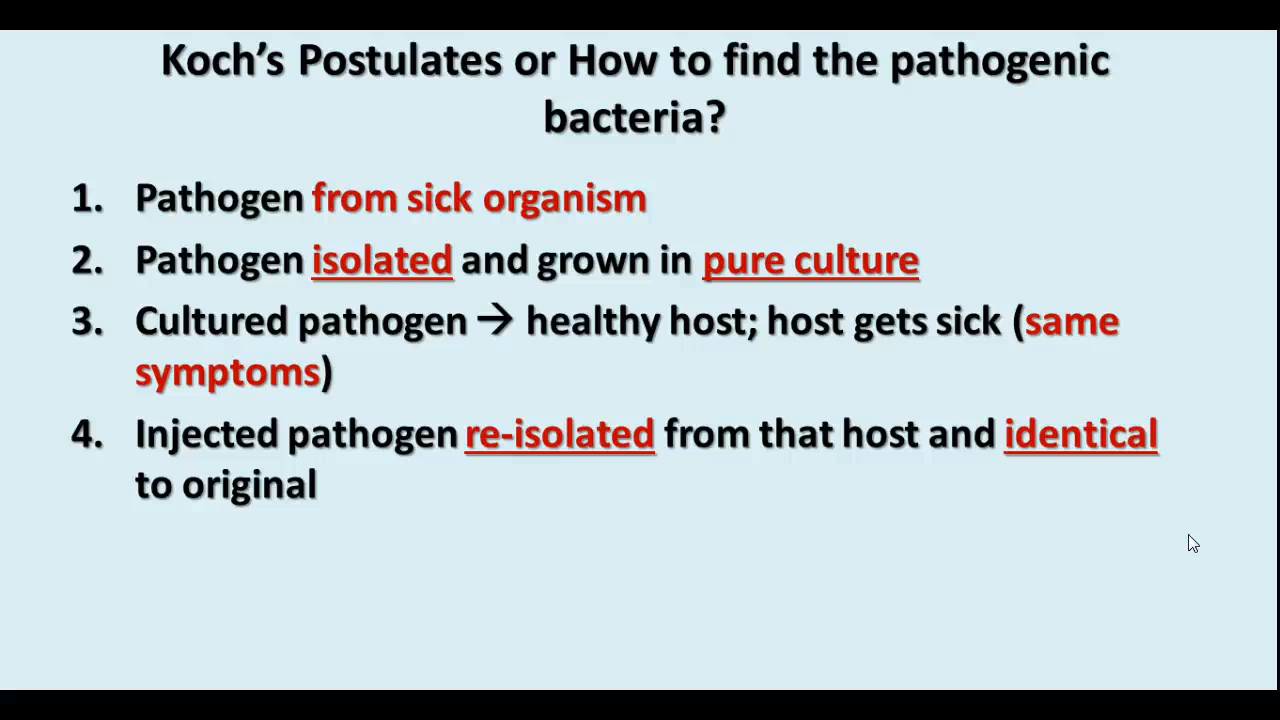 Koch’s Postulates or How to find the pathogenic
bacteria?
1. Pathogen from sick organism
2. Pathogen isolated and grown in pure culture
3. Cultured pathogen → healthy host; host gets sick (same
symptoms)
4. Injected pathogen re-isolated from that host and identical
to original